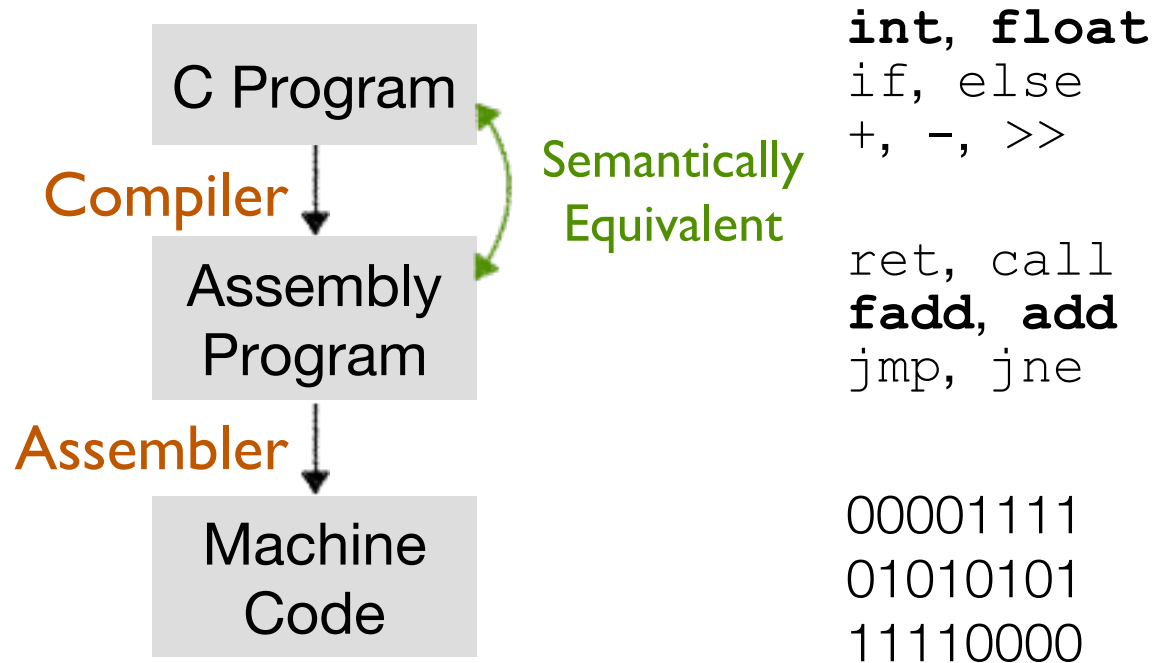 C Program
Compiler
Semantically
Equivalent
Assembly
Program
Assembler
Machine
Code
int, float
if, else
+, -, >>
ret, call
fadd, add
jmp, jne
00001111
01010101
11110000